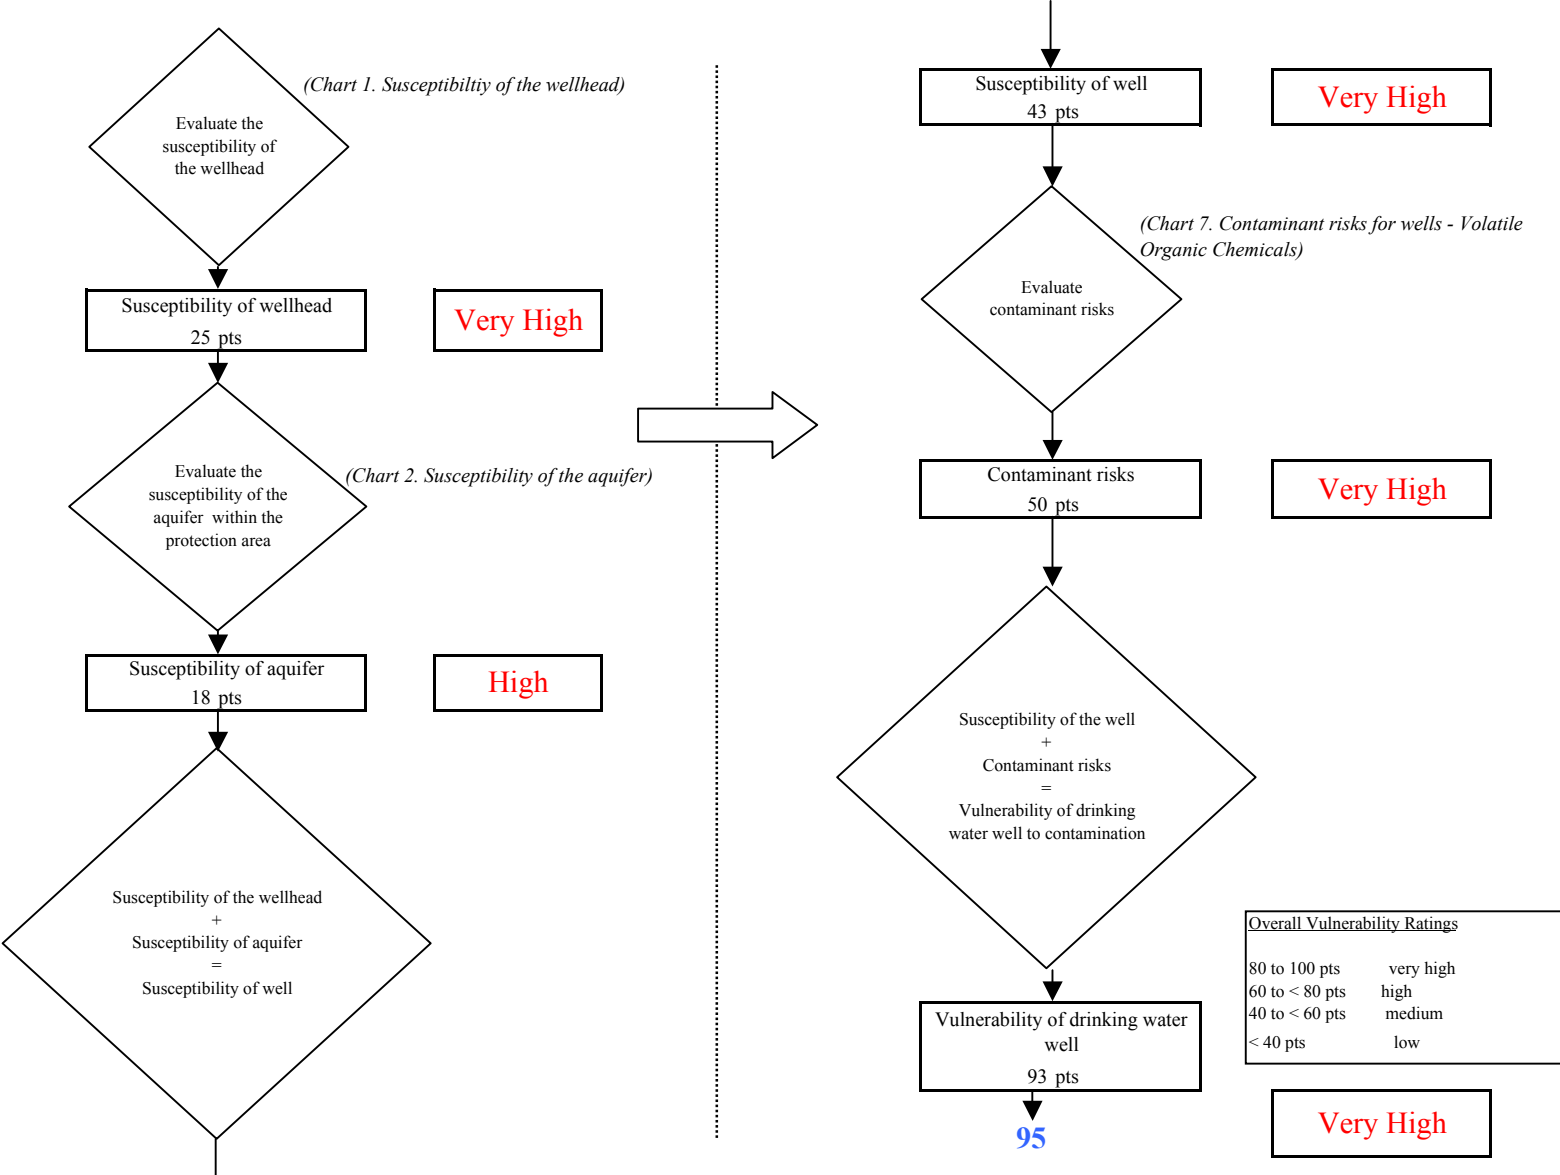 (Chart 1. Susceptibiltiy of the wellhead)
Evaluate the
susceptibility of
the wellhead
Susceptibility of wellhead
25 pts
Very High
(Chart 2. Susceptibility of the aquifer)
Evaluate the
susceptibility of the
aquifer within the
protection area
Susceptibility of aquifer
18 pts
High
Susceptibility of the wellhead
+
Susceptibility of aquifer
=
Susceptibility of well
Susceptibility of well
43 pts
Very High
(Chart 7. Contaminant risks for wells - Volatile
Organic Chemicals)
Evaluate
contaminant risks
Contaminant risks
50 pts
Very High
Susceptibility of the well
+
Contaminant risks
=
Vulnerability of drinking
water well to contamination
Overall Vulnerability Ratings
80 to 100 pts very high
60 to < 80 pts high
40 to < 60 pts medium
< 40 pts low
Vulnerability of drinking water
well
93 pts
95
Very High